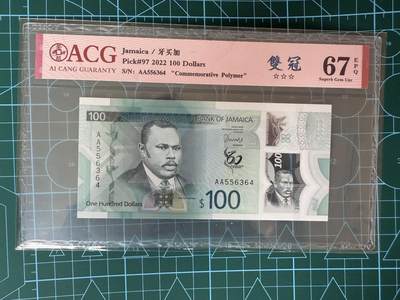 ACG
AI CANG GUARANTY
Jamaica / 牙买加
Pick#97 2022 100 Dollars
S/N: AA556364 "Commemorative Polymer"
雙冠
☆☆☆
67 EPQ
Superb Gem Unc
100
BANK OF JAMAICA
AA556364
AA556364
One Hundred Dollars
$100
100